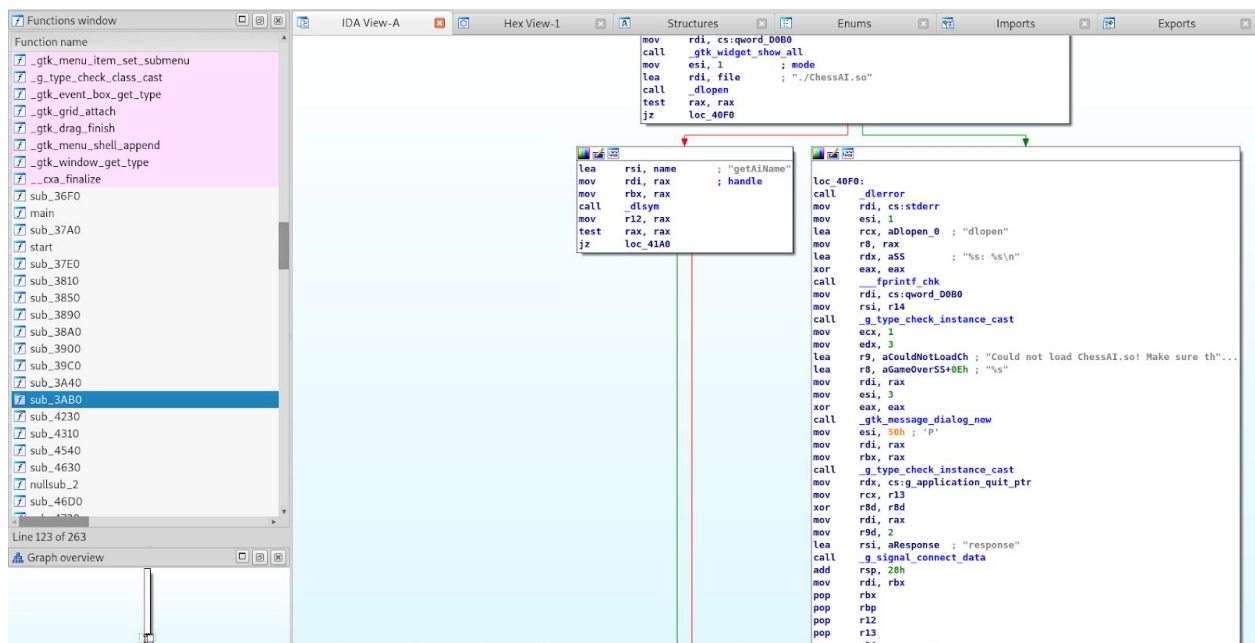 Functions window
Function name
_gtk_menu_item_set_submenu
_g_type_check_class_cast
_gtk_event_box_get_type
_gtk_grid_attach
_gtk_drag_finish
_gtk_menu_shell_append
_gtk_window_get_type
__cxa_finalize
sub_36F0
main
sub_37A0
start
sub_37E0
sub_3810
sub_3850
sub_3890
sub_38A0
sub_3900
sub_39C0
sub_3A40
sub_3AB0
sub_4230
sub_4310
sub_4540
sub_4630
nullsub_2
sub_46D0
Line 123 of 263
Graph overview
IDA View-A Hex View-1 Structures Enums Imports Exports
mov rdi, cs:qword_D0B0
call _gtk_widget_show_all
mov esi, 1 ; mode
lea rdi, file ; "./ChessAI.so"
call _dlopen
test rax, rax
jz loc_40F0
lea rsi, name ; "getAiName"
mov rdi, rax ; handle
mov rbx, rax
call _dlsym
mov r12, rax
test rax, rax
jz loc_41A0
loc_40F0:
call _dlerror
mov rdi, cs:stderr
mov esi, 1
lea rcx, aDlopen_0 ; "dlopen"
mov r8, rax
lea rdx, aSS ; "%s: %s\n"
xor eax, eax
call ___fprintf_chk
mov rdi, cs:qword_D0B0
mov rsi, r14
call _g_type_check_instance_cast
mov ecx, 1
mov edx, 3
lea r9, aCouldNotLoadCh ; "Could not load ChessAI.so! Make sure th"...
lea r8, aGameOverSS+0Eh ; "%s"
mov rdi, rax
mov esi, 3
xor eax, eax
call _gtk_message_dialog_new
mov esi, 50h ; 'P'
mov rdi, rax
mov rbx, rax
call _g_type_check_instance_cast
mov rdx, cs:g_application_quit_ptr
mov rcx, r13
xor r8d, r8d
mov rdi, rax
mov r9d, 2
lea rsi, aResponse ; "response"
call _g_signal_connect_data
add rsp, 28h
mov rdi, rbx
pop rbx
pop rbp
pop r12
pop r13